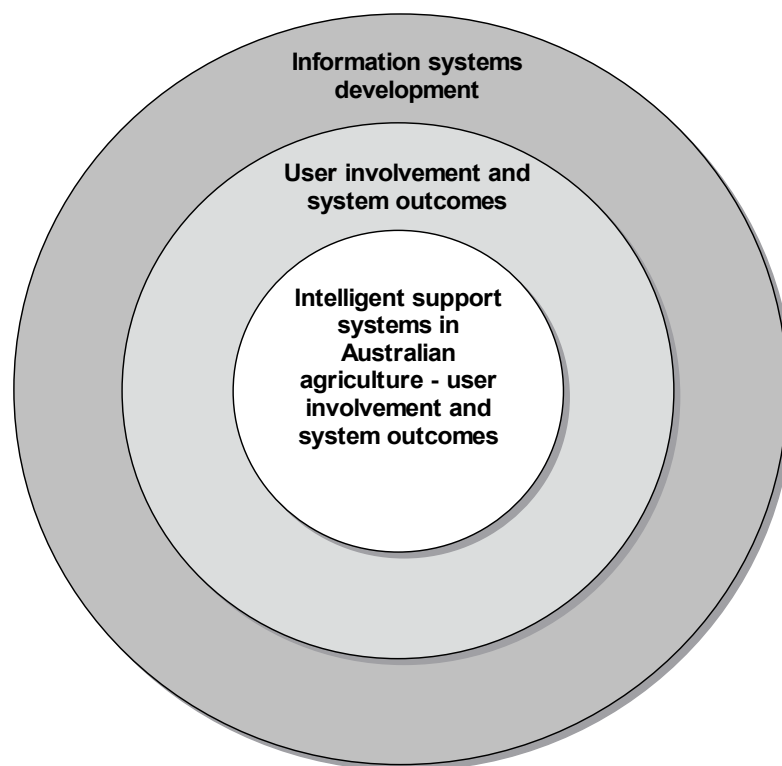 Information systems
development
User involvement and
system outcomes
Intelligent support
systems in
Australian
agriculture - user
involvement and
system outcomes